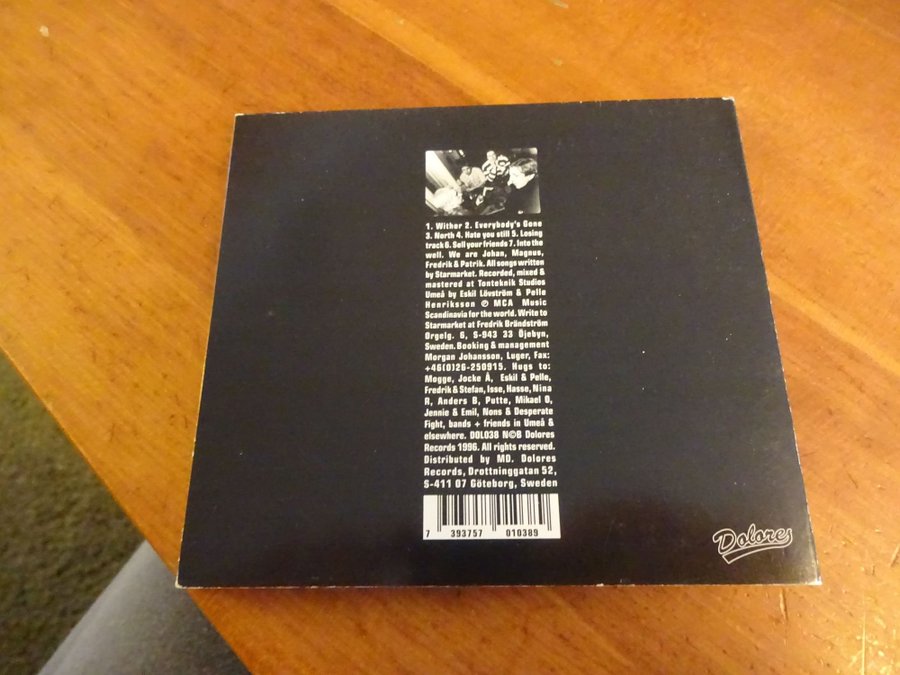 1. Wither 2. Everybody's Gone
3. North 4. Hate you still 5. Losing
track 6. Sell your friends 7. Into the
well. We are Johan, Magnus,
Fredrik & Patrik. All songs written
by Starmarket. Recorded, mixed &
mastered at Tonteknik Studios
Umeå by Eskil Lövström & Pelle
Henriksson ℗ MCA Music
Scandinavia for the world. Write to
Starmarket at Fredrik Brändström
Orgelg. 6, S-943 33 Öjebyn,
Sweden. Booking & management
Morgan Johansson, Luger, Fax:
+46(0)26-250915. Hugs to:
Mogge, Jocke Å, Eskil & Pelle,
Fredrik & Stefan, Isse, Hasse, Nina
R, Anders B, Putte, Mikael O,
Jennie & Emil, Nons & Desperate
Fight, bands + friends in Umeå &
elsewhere. DOL038 N©B Dolores
Records 1996. All rights reserved.
Distributed by MD. Dolores
Records, Drottninggatan 52,
S-411 07 Göteborg, Sweden
7 393757 010389
Dolores